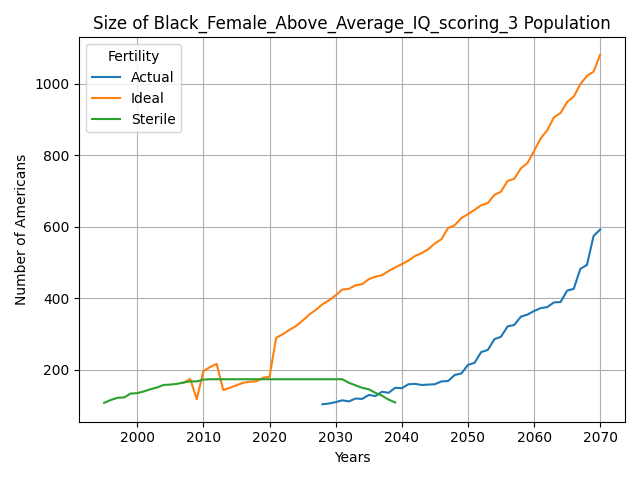 Size of Black_Female_Above_Average_IQ_scoring_3 Population
Fertility
Actual
Ideal
Sterile
Number of Americans
1000
800
600
400
200
2000 2010 2020 2030 2040 2050 2060 2070
Years